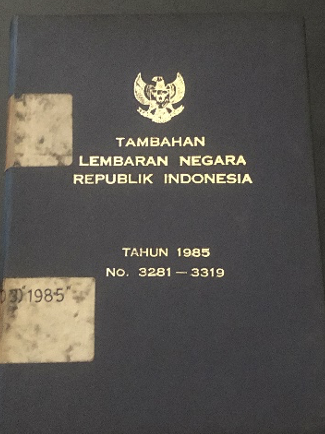 TAMBAHAN
LEMBARAN NEGARA
REPUBLIK INDONESIA
TAHUN 1985
No. 3281 — 3319
) 1985"